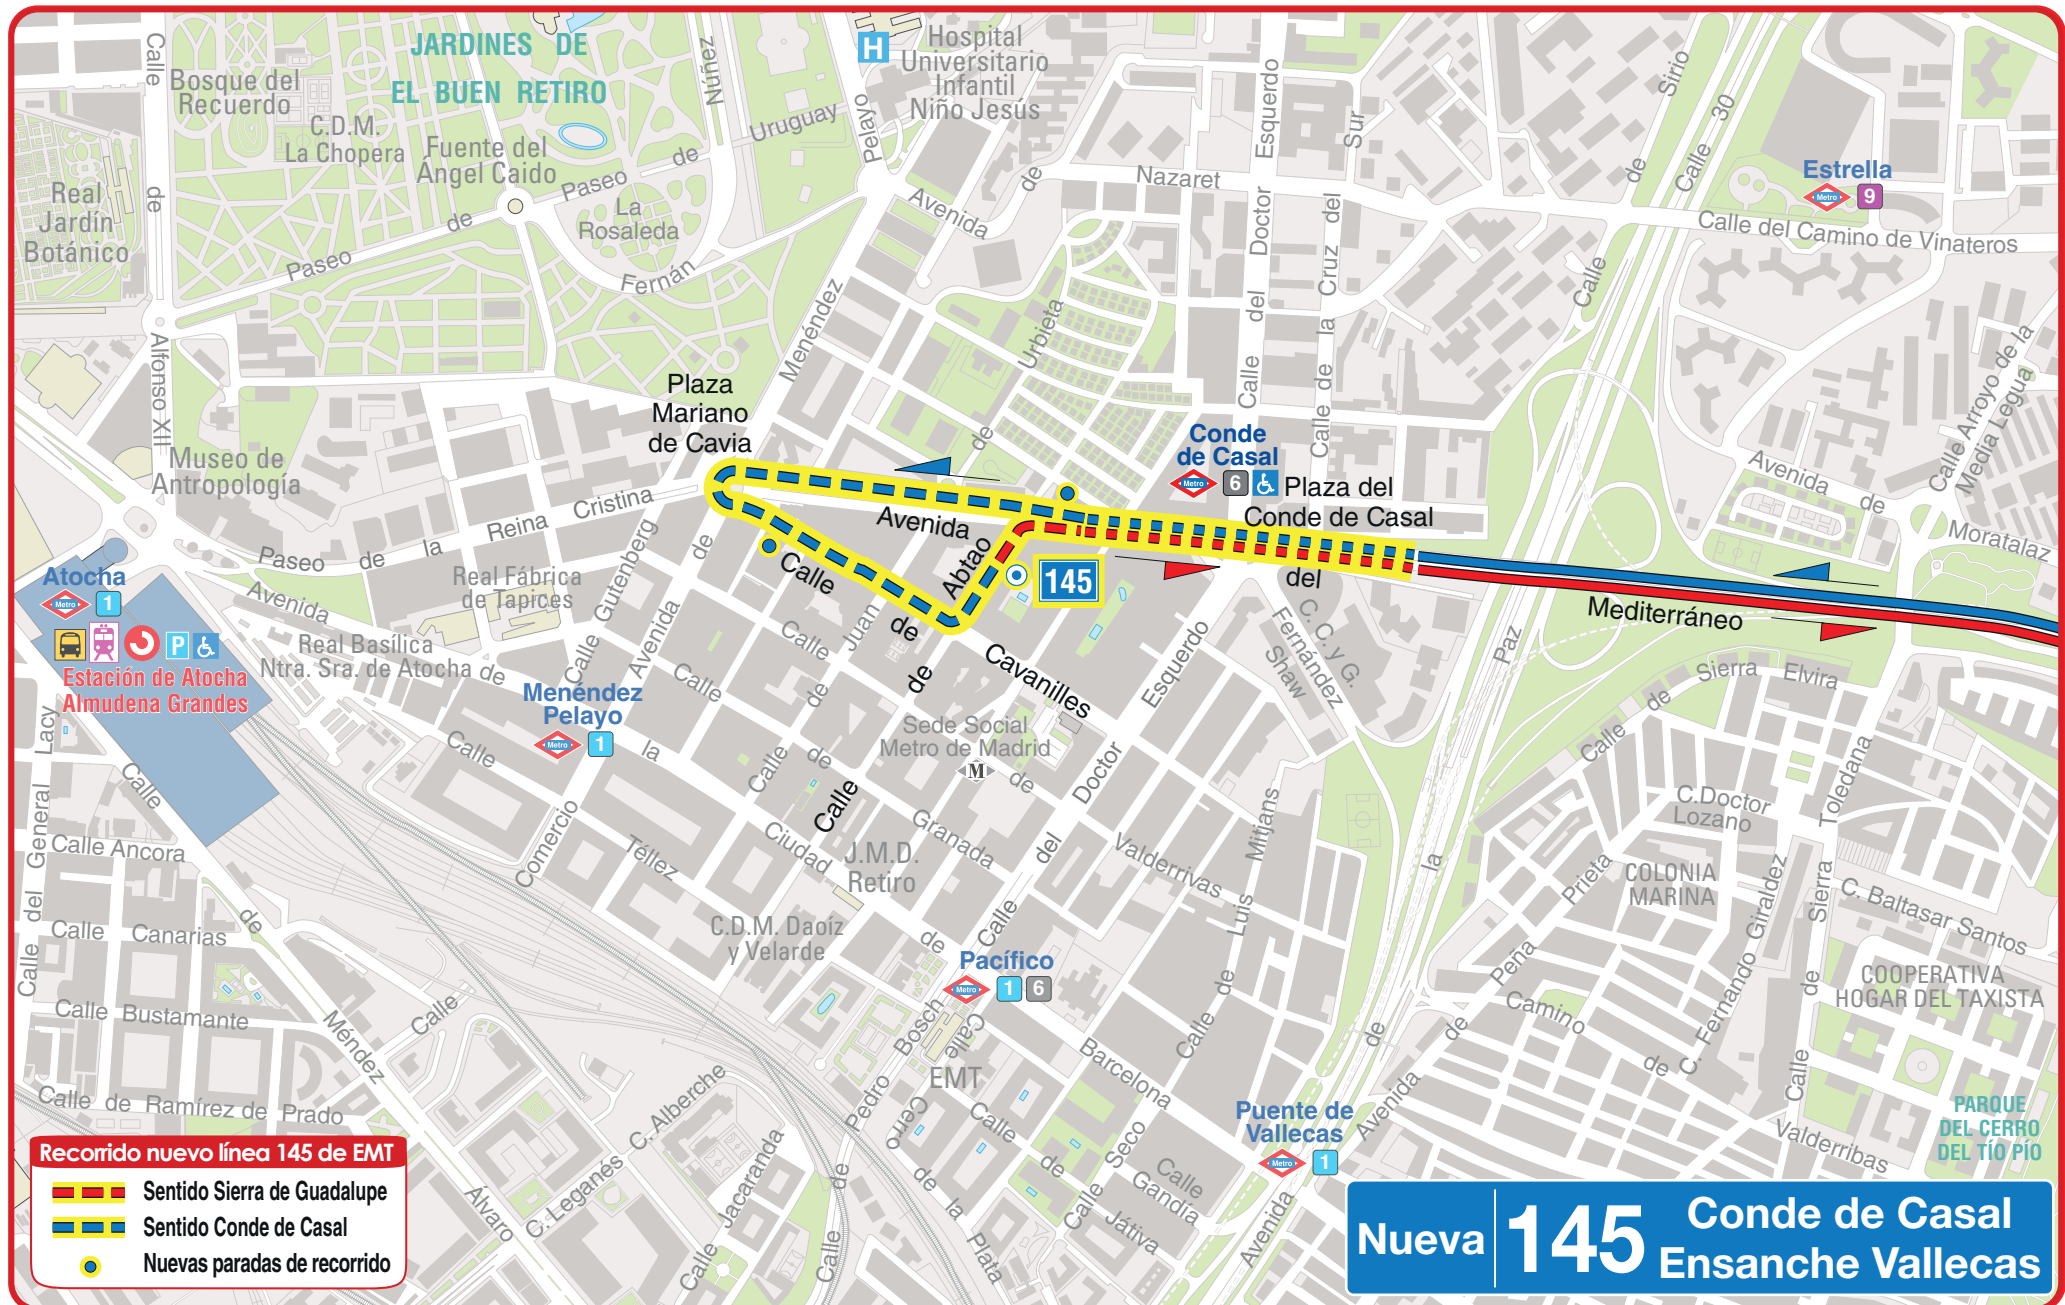 JARDINES DE
EL BUEN RETIRO
Bosque del
Recuerdo
C.D.M.
La Chopera
Fuente del
Ángel Caido
Real
Jardín
Botánico
La
Rosaleda
H
Hospital
Universitario
Infantil
Niño Jesús
Calle de Alfonso XII
Paseo de Fernán Núñez
Paseo de Uruguay
Avenida de Menéndez Pelayo
Avenida de Nazaret
Calle del Doctor Esquerdo
Calle de la Cruz del Sur
Calle de Sirio
Calle 30
Estrella
Metro 9
Calle del Camino de Vinateros
Calle Arroyo de la
Media Legua
Avenida de Moratalaz
de Urbieta
Plaza
Mariano
de Cavia
Conde
de Casal
Metro 6
Plaza del
Conde de Casal
Museo de
Antropología
Paseo de la Reina Cristina
Avenida
del
Mediterráneo
Calle de Cavanilles
Calle de Abtao
145
Atocha
Metro 1
P
Estación de Atocha
Almudena Grandes
Real Fábrica
de Tapices
Calle Gutenberg
Real Basílica
Ntra. Sra. de Atocha
Avenida de la Ciudad de Barcelona
Menéndez
Pelayo
Metro 1
Calle de Juan de
Calle de Granada
Calle de Valderrivas
Sede Social
Metro de Madrid
M
C. C. y G.
Fernández
Shaw
Calle del Doctor Esquerdo
Calle de la Paz
Calle de Sierra Elvira
C.Doctor
Lozano
COLONIA
MARINA
Sierra Toledana
C. Baltasar Santos
COOPERATIVA
HOGAR DEL TAXISTA
C. Fernando Giraldez
Avenida de Peña Prieta
Camino de Valderribas
Calle de Sierra
PARQUE
DEL CERRO
DEL TÍO PÍO
Calle del General Lacy
Calle Ancora
Calle Canarias
Calle Bustamante
Calle de Ramírez de Prado
Calle de Méndez Álvaro
Calle Comercio
Calle Téllez
J.M.D.
Retiro
C.D.M. Daoíz
y Velarde
Pacífico
Metro 1 6
Calle de Luis Mitjans
Calle de Pedro Bosch
EMT
Calle Cerro de la Plata
Calle Seco
Calle
Gandía
Játiva
Puente de
Vallecas
Metro 1
Avenida
C. Alberche
C. Leganés
Calle Jacaranda
Recorrido nuevo línea 145 de EMT
Sentido Sierra de Guadalupe
Sentido Conde de Casal
Nuevas paradas de recorrido
Nueva 145 Conde de Casal
Ensanche Vallecas